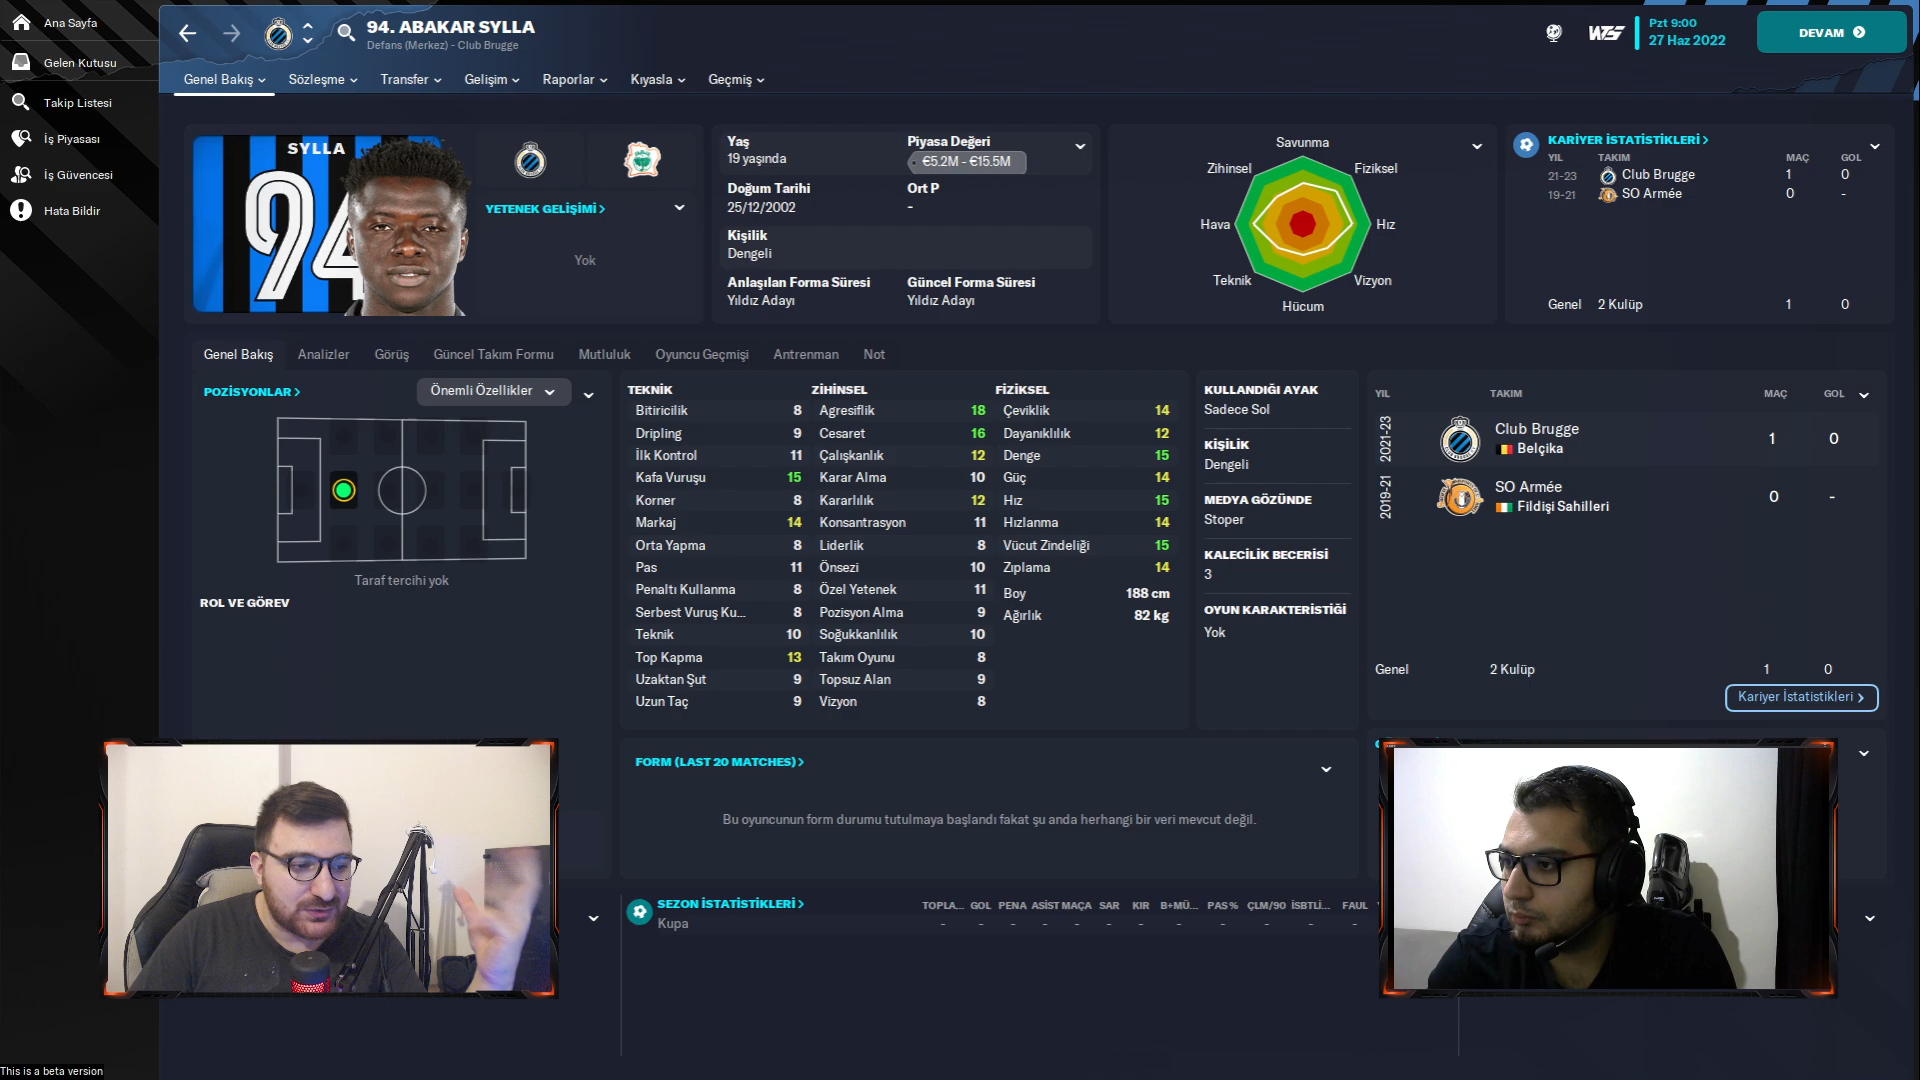 Ana Sayfa
Gelen Kutusu
Takip Listesi
İş Piyasası
İş Güvencesi
Hata Bildir
94. ABAKAR SYLLA
Defans (Merkez) - Club Brugge
Pzt 9:00
27 Haz 2022
DEVAM
Genel Bakış
Sözleşme
Transfer
Gelişim
Raporlar
Kıyasla
Geçmiş
SYLLA
94
YETENEK GELİŞİMİ
Yok
Yaş
19 yaşında
Piyasa Değeri
€5.2M - €15.5M
Doğum Tarihi
25/12/2002
Ort P
-
Kişilik
Dengeli
Anlaşılan Forma Süresi
Yıldız Adayı
Güncel Forma Süresi
Yıldız Adayı
Savunma
Zihinsel
Fiziksel
Hava
Hız
Teknik
Vizyon
Hücum
KARİYER İSTATİSTİKLERİ
YIL TAKIM MAÇ GOL
21-23 Club Brugge 1 0
19-21 SO Armée 0 -
Genel 2 Kulüp 1 0
Genel Bakış
Analizler
Görüş
Güncel Takım Formu
Mutluluk
Oyuncu Geçmişi
Antrenman
Not
POZİSYONLAR
Önemli Özellikler
Taraf tercihi yok
ROL VE GÖREV
TEKNİK
Bitiricilik 8
Dripling 9
İlk Kontrol 11
Kafa Vuruşu 15
Korner 8
Markaj 14
Orta Yapma 8
Pas 11
Penaltı Kullanma 8
Serbest Vuruş Ku... 8
Teknik 10
Top Kapma 13
Uzaktan Şut 9
Uzun Taç 9
ZİHİNSEL
Agresiflik 18
Cesaret 16
Çalışkanlık 12
Karar Alma 10
Kararlılık 12
Konsantrasyon 11
Liderlik 8
Önsezi 10
Özel Yetenek 11
Pozisyon Alma 9
Soğukkanlılık 10
Takım Oyunu 8
Topsuz Alan 9
Vizyon 8
FİZİKSEL
Çeviklik 14
Dayanıklılık 12
Denge 15
Güç 14
Hız 15
Hızlanma 14
Vücut Zindeliği 15
Zıplama 14
Boy 188 cm
Ağırlık 82 kg
KULLANDIĞI AYAK
Sadece Sol
KİŞİLİK
Dengeli
MEDYA GÖZÜNDE
Stoper
KALECİLİK BECERİSİ
3
OYUN KARAKTERİSTİĞİ
Yok
YIL TAKIM MAÇ GOL
2021-23 Club Brugge 1 0
Belçika
2019-21 SO Armée 0 -
Fildişi Sahilleri
Genel 2 Kulüp 1 0
Kariyer İstatistikleri
FORM (LAST 20 MATCHES)
Bu oyuncunun form durumu tutulmaya başlandı fakat şu anda herhangi bir veri mevcut değil.
SEZON İSTATİSTİKLERİ
TOPLA... GOL PENA ASİST MAÇA SAR KIR B+MÜ... PAS % ÇLM/90 İSBTLİ... FAUL
Kupa - - - - - - - - - - - -
This is a beta version